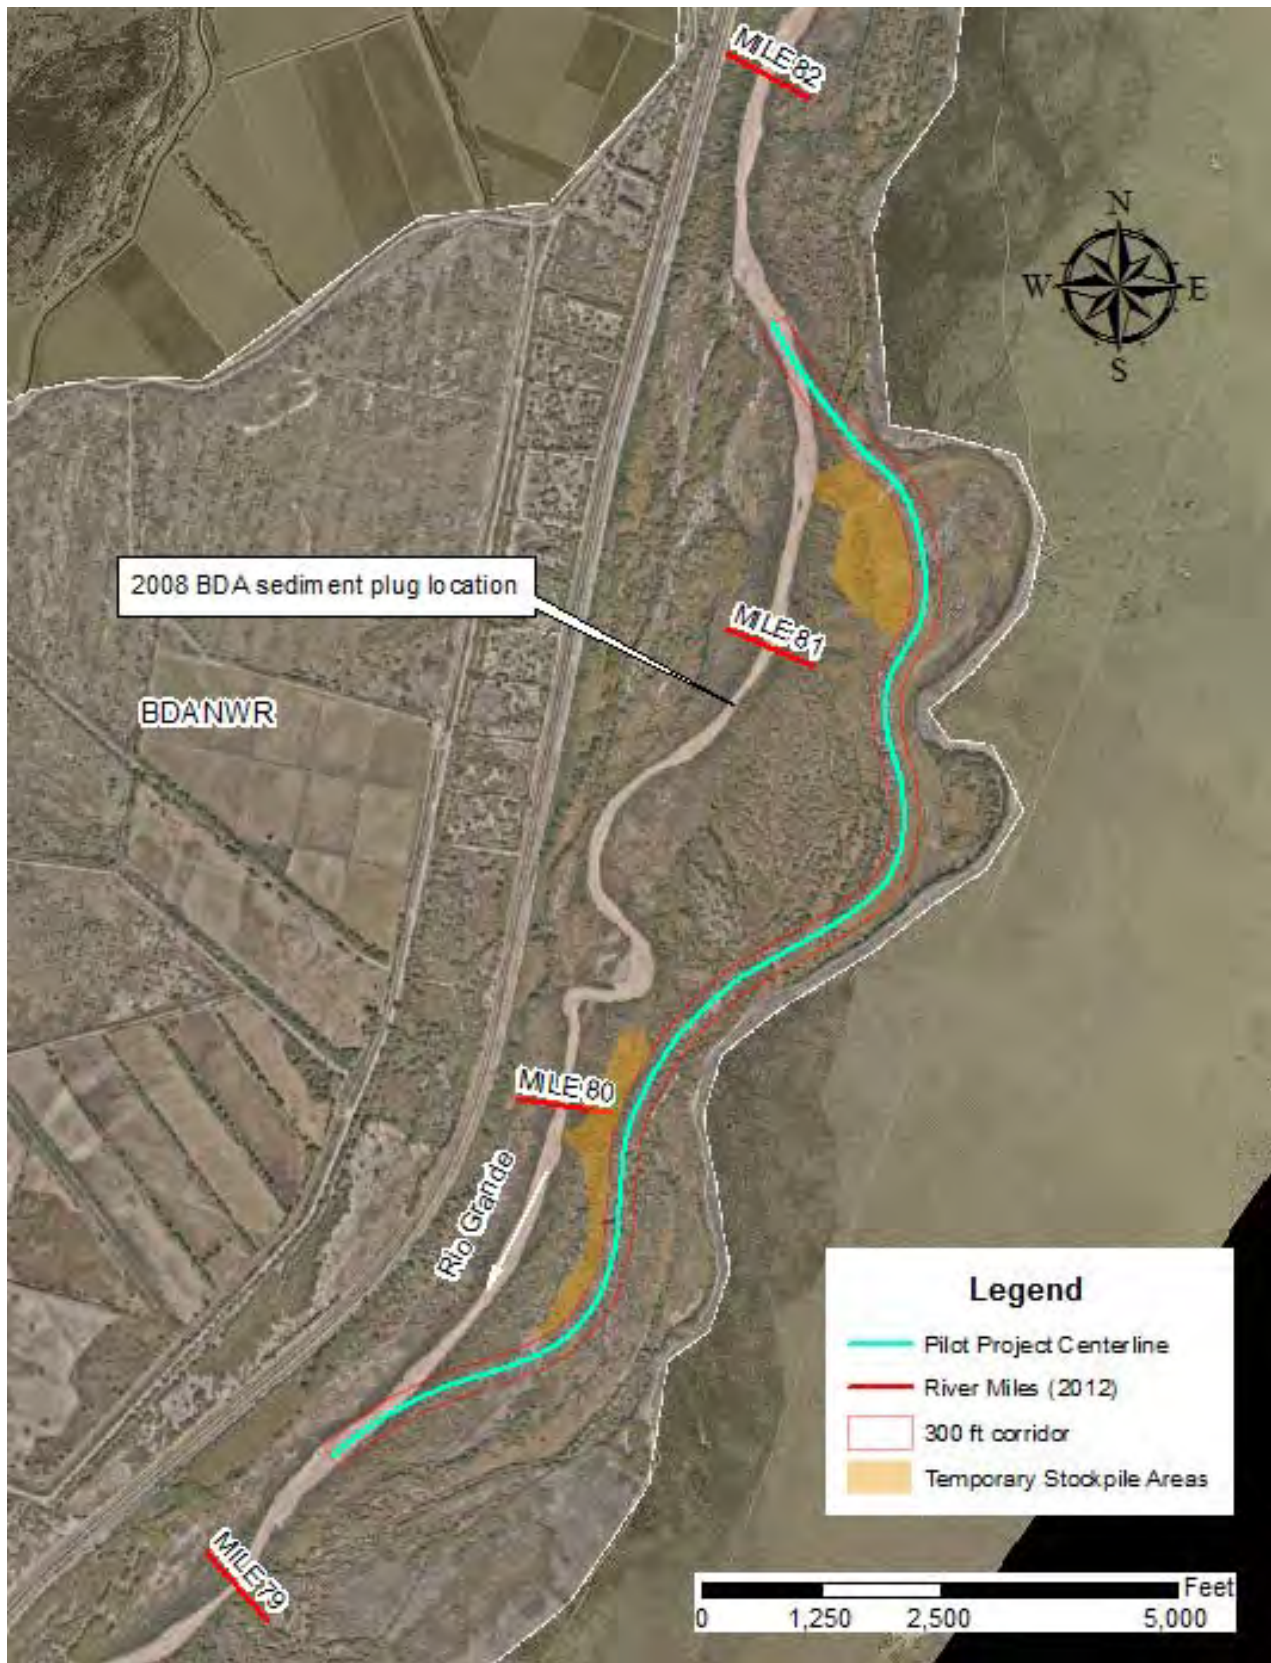 MILE 82
N
W E
S
2008 BDA sediment plug location
MILE 81
BDANWR
MILE 80
Rio Grande
Legend
Pilot Project Centerline
River Miles (2012)
300 ft corridor
Temporary Stockpile Areas
MILE 79
Feet
0 1,250 2,500 5,000